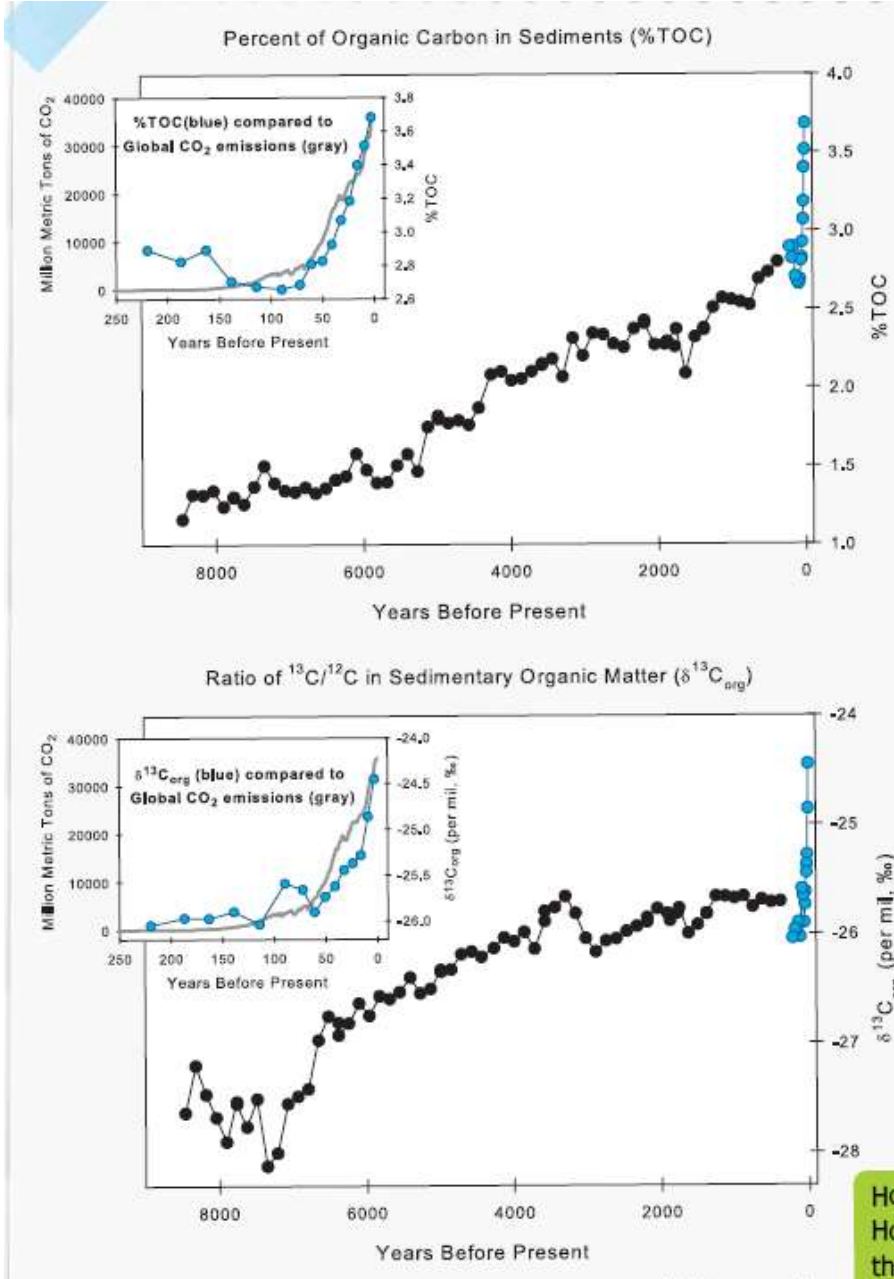 Percent of Organic Carbon in Sediments (%TOC)
%TOC(blue) compared to
Global CO₂ emissions (gray)
Million Metric Tons of CO₂
40000
30000
20000
10000
0
3.8
3.6
3.4
3.2
3.0
2.8
2.6
%TOC
250 200 150 100 50 0
Years Before Present
4.0
3.5
3.0
2.5
2.0
1.5
1.0
%TOC
8000 6000 4000 2000 0
Years Before Present
Ratio of ¹³C/¹²C in Sedimentary Organic Matter (δ¹³C_org)
δ¹³C_org (blue) compared to
Global CO₂ emissions (gray)
Million Metric Tons of CO₂
40000
30000
20000
10000
0
-24.0
-24.5
-25.0
-25.5
-26.0
δ¹³C_org (per mil, ‰)
250 200 150 100 50 0
Years Before Present
-24
-25
-26
-27
-28
δ¹³C_org (per mil, ‰)
8000 6000 4000 2000 0
Years Before Present
Ho
Ho
th